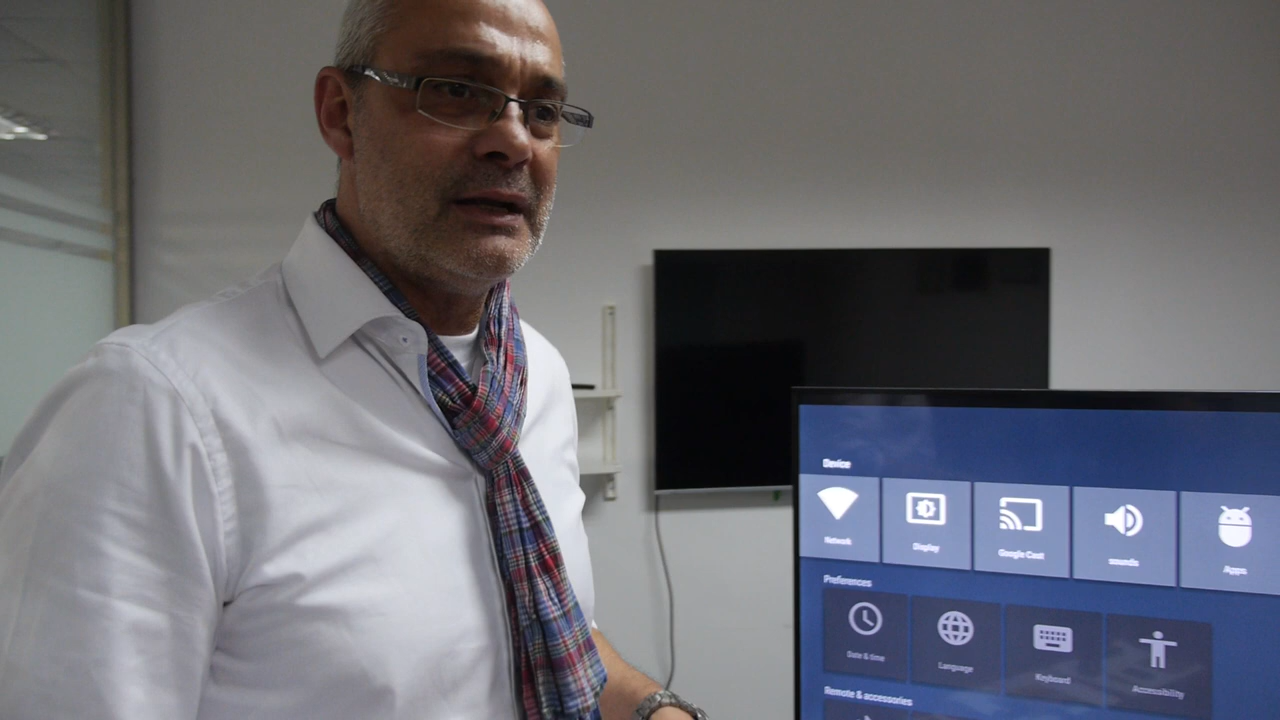 Device
Network Display Google Cast sounds Apps
Preferences
Date & time Language Keyboard Accessibility
Remote & accessories